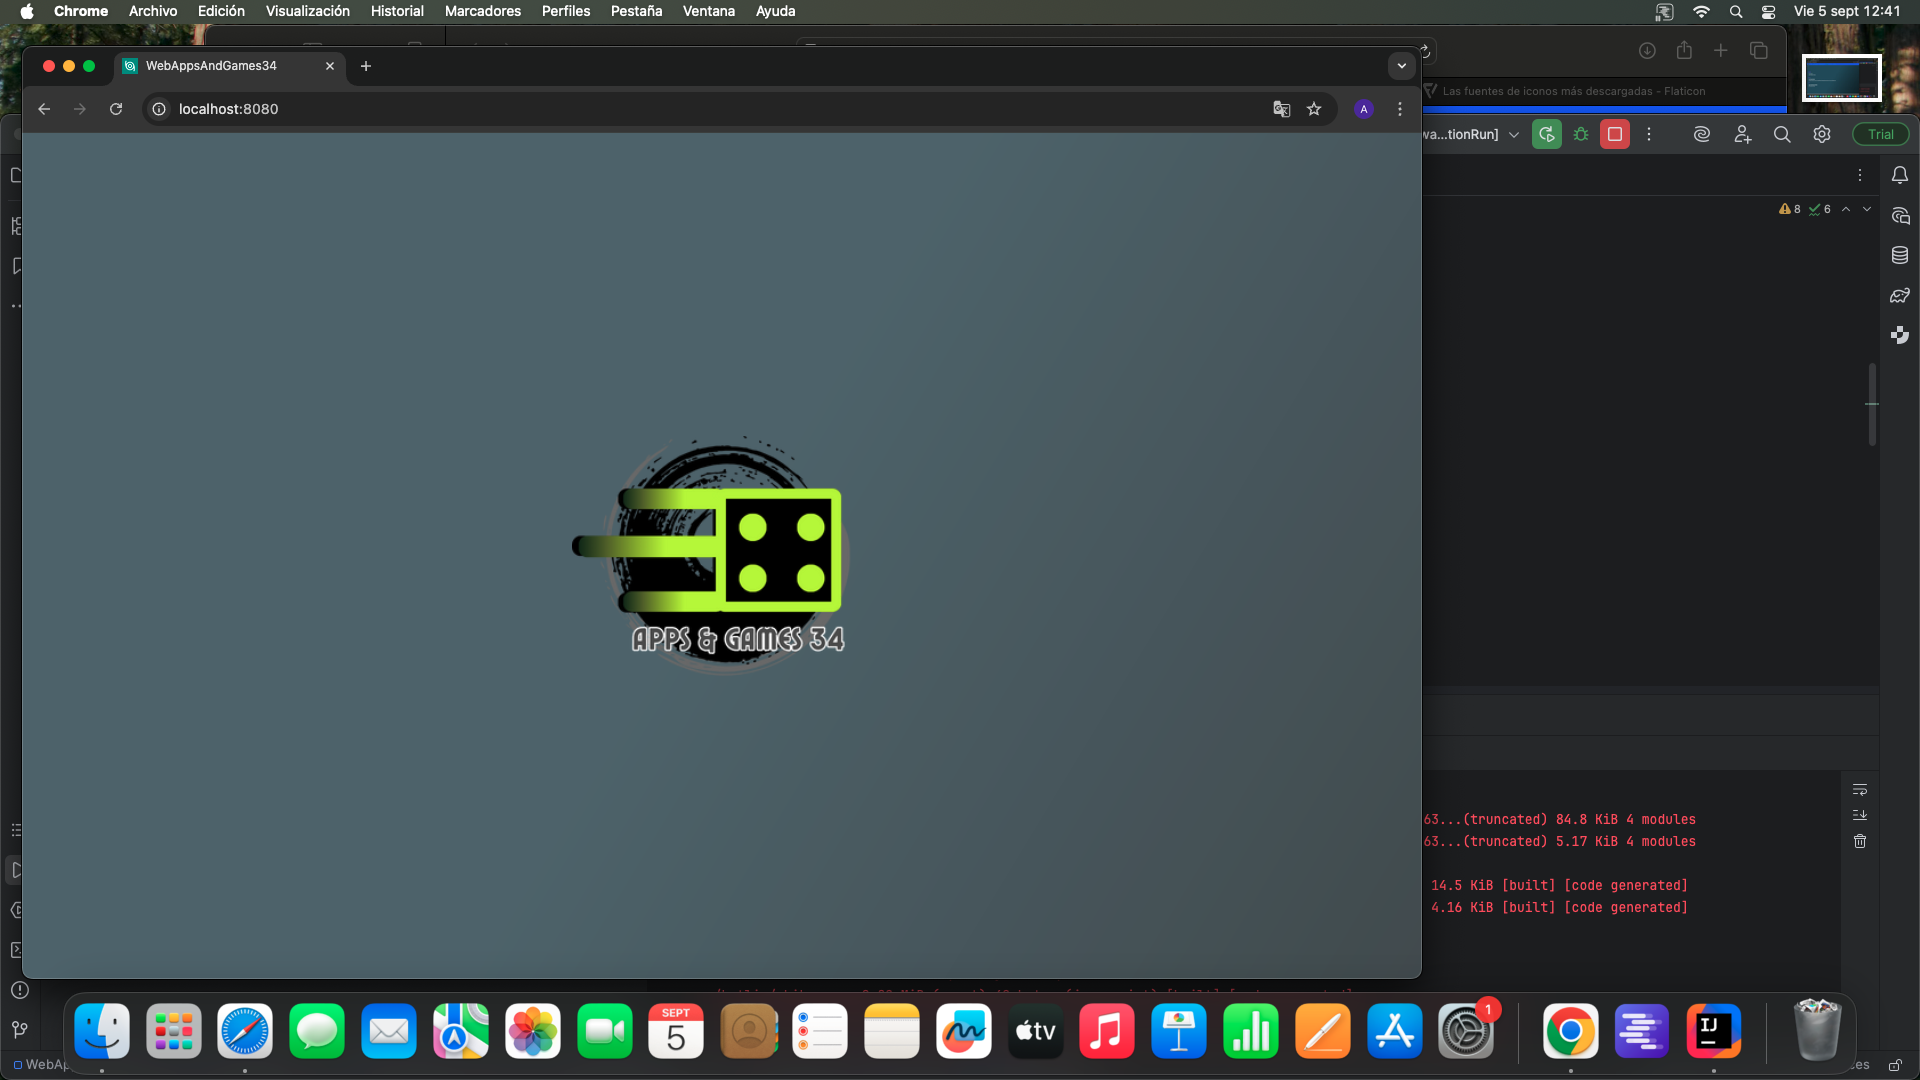 Chrome Archivo Edición Visualización Historial Marcadores Perfiles Pestaña Ventana Ayuda Vie 5 sept 12:41
WebAppsAndGames34
localhost:8080
A
Las fuentes de iconos más descargadas - Flaticon
...tionRun]
Trial
8 6
APPS & GAMES 34
63...(truncated) 84.8 KiB 4 modules
63...(truncated) 5.17 KiB 4 modules
14.5 KiB [built] [code generated]
4.16 KiB [built] [code generated]
SEPT
5
tv
1
IJ
WebAp